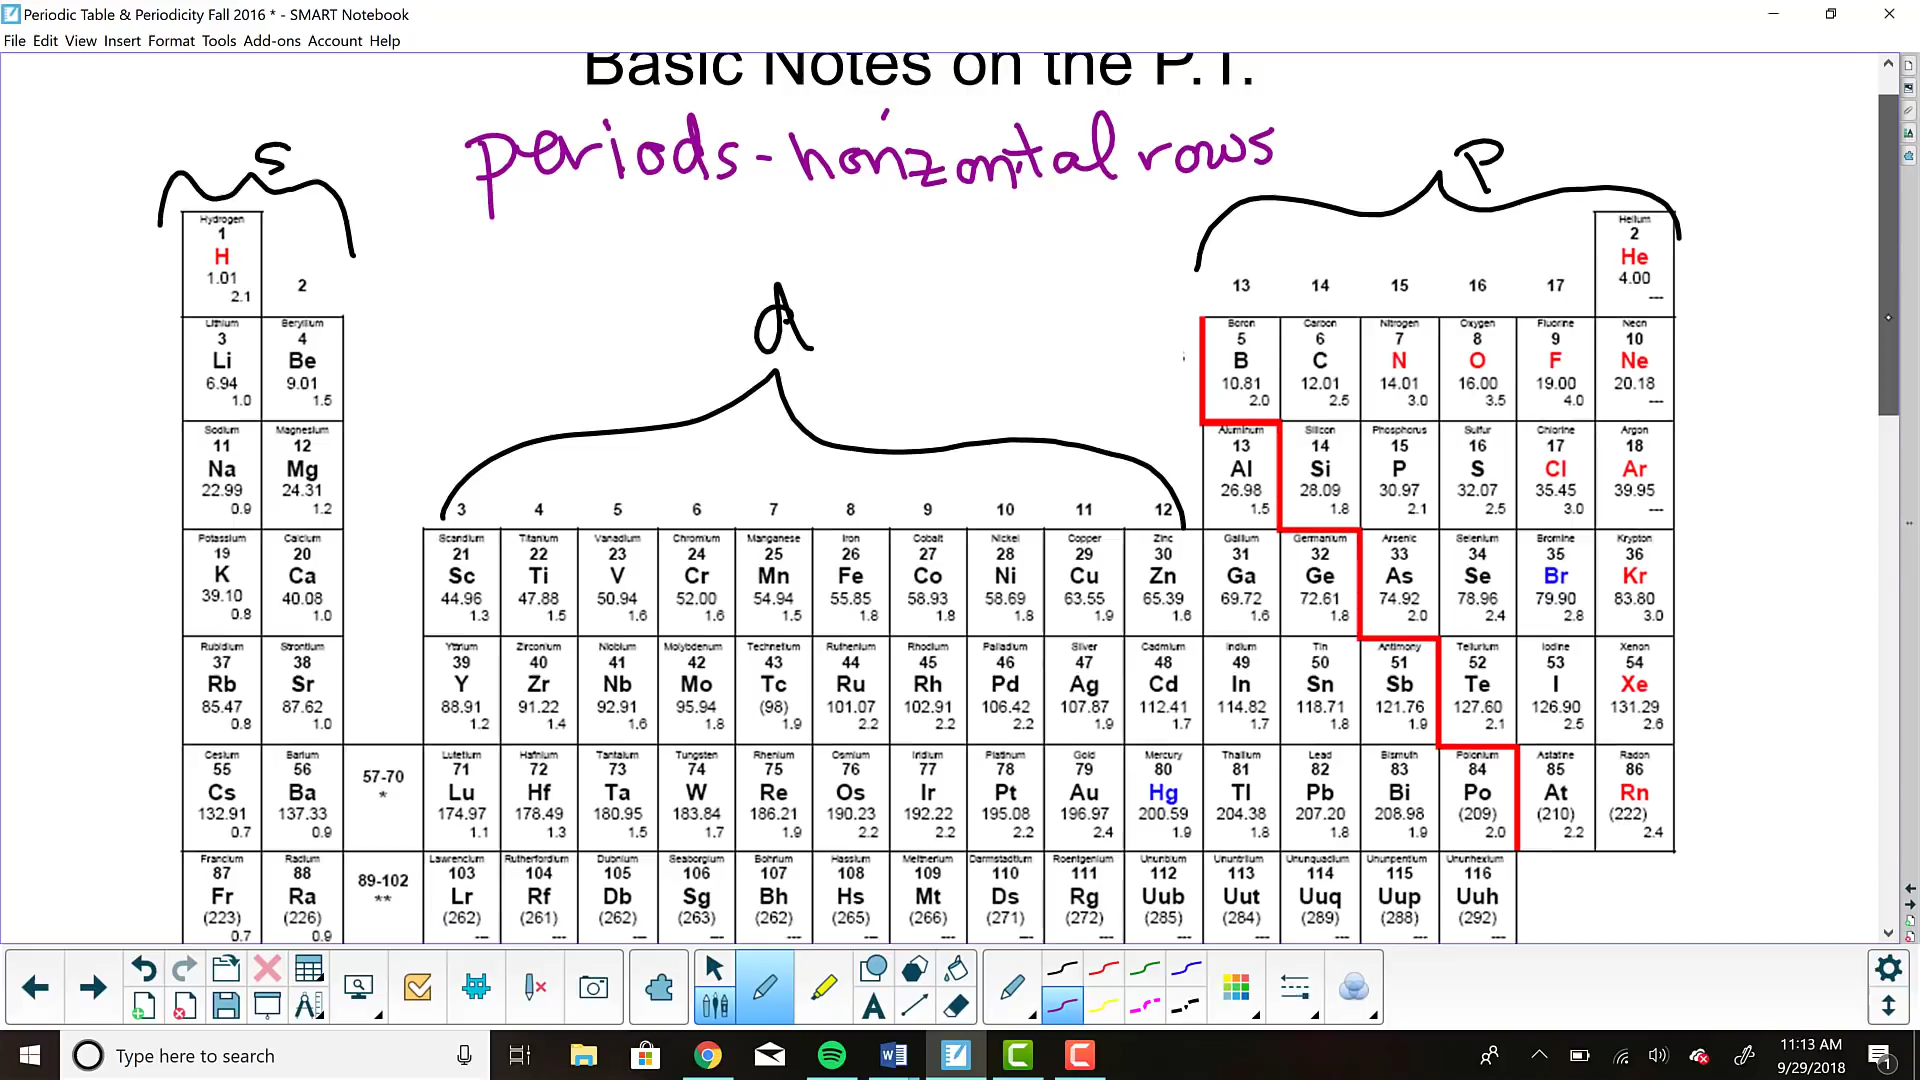 Periodic Table & Periodicity Fall 2016 * - SMART Notebook
File Edit View Insert Format Tools Add-ons Account Help
Basic Notes on the P.T.
periods - horizontal rows
s
p
d
Hydrogen Helium
1 2
H He
1.01 4.00
2.1 ---
2 13 14 15 16 17
Lithium Beryllium Boron Carbon Nitrogen Oxygen Fluorine Neon
3 4 5 6 7 8 9 10
Li Be B C N O F Ne
6.94 9.01 10.81 12.01 14.01 16.00 19.00 20.18
1.0 1.5 2.0 2.5 3.0 3.5 4.0 ---
Sodium Magnesium Aluminum Silicon Phosphorus Sulfur Chlorine Argon
11 12 13 14 15 16 17 18
Na Mg Al Si P S Cl Ar
22.99 24.31 26.98 28.09 30.97 32.07 35.45 39.95
0.9 1.2 1.5 1.8 2.1 2.5 3.0 ---
3 4 5 6 7 8 9 10 11 12
Potassium Calcium Scandium Titanium Vanadium Chromium Manganese Iron Cobalt Nickel Copper Zinc Gallium Germanium Arsenic Selenium Bromine Krypton
19 20 21 22 23 24 25 26 27 28 29 30 31 32 33 34 35 36
K Ca Sc Ti V Cr Mn Fe Co Ni Cu Zn Ga Ge As Se Br Kr
39.10 40.08 44.96 47.88 50.94 52.00 54.94 55.85 58.93 58.69 63.55 65.39 69.72 72.61 74.92 78.96 79.90 83.80
0.8 1.0 1.3 1.5 1.6 1.6 1.5 1.8 1.8 1.8 1.9 1.6 1.6 1.8 2.0 2.4 2.8 3.0
Rubidium Strontium Yttrium Zirconium Niobium Molybdenum Technetium Ruthenium Rhodium Palladium Silver Cadmium Indium Tin Antimony Tellurium Iodine Xenon
37 38 39 40 41 42 43 44 45 46 47 48 49 50 51 52 53 54
Rb Sr Y Zr Nb Mo Tc Ru Rh Pd Ag Cd In Sn Sb Te I Xe
85.47 87.62 88.91 91.22 92.91 95.94 (98) 101.07 102.91 106.42 107.87 112.41 114.82 118.71 121.76 127.60 126.90 131.29
0.8 1.0 1.2 1.4 1.6 1.8 1.9 2.2 2.2 2.2 1.9 1.7 1.7 1.8 1.9 2.1 2.5 2.6
Cesium Barium Lutetium Hafnium Tantalum Tungsten Rhenium Osmium Iridium Platinum Gold Mercury Thallium Lead Bismuth Polonium Astatine Radon
55 56 57-70 71 72 73 74 75 76 77 78 79 80 81 82 83 84 85 86
Cs Ba * Lu Hf Ta W Re Os Ir Pt Au Hg Tl Pb Bi Po At Rn
132.91 137.33 174.97 178.49 180.95 183.84 186.21 190.23 192.22 195.08 196.97 200.59 204.38 207.20 208.98 (209) (210) (222)
0.7 0.9 1.1 1.3 1.5 1.7 1.9 2.2 2.2 2.2 2.4 1.9 1.8 1.8 1.9 2.0 2.2 2.4
Francium Radium Lawrencium Rutherfordium Dubnium Seaborgium Bohrium Hassium Meitnerium Darmstadtium Roentgenium Ununbium Ununtrium Ununquadium Ununpentium Ununhexium
87 88 89-102 103 104 105 106 107 108 109 110 111 112 113 114 115 116
Fr Ra ** Lr Rf Db Sg Bh Hs Mt Ds Rg Uub Uut Uuq Uup Uuh
(223) (226) (262) (261) (262) (263) (262) (265) (266) (271) (272) (285) (284) (289) (288) (292)
0.7 0.9 --- --- --- --- --- --- --- --- --- --- --- --- --- ---
Type here to search
11:13 AM
9/29/2018
1